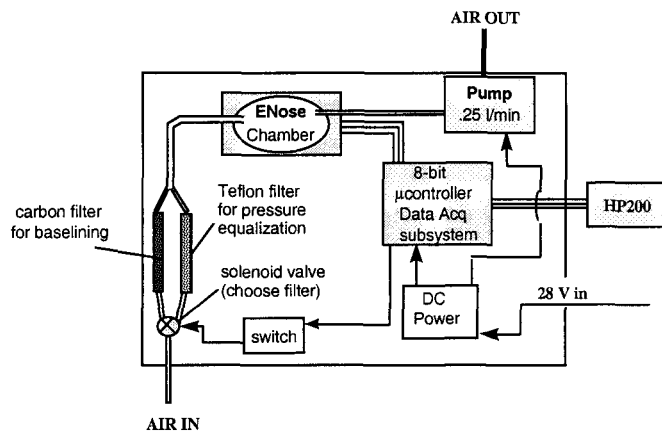 AIR OUT
Pump
.25 l/min
ENose
Chamber
8-bit
μcontroller
Data Acq
subsystem
HP200
carbon filter
for baselining
Teflon filter
for pressure
equalization
solenoid valve
(choose filter)
switch
DC
Power
28 V in
AIR IN